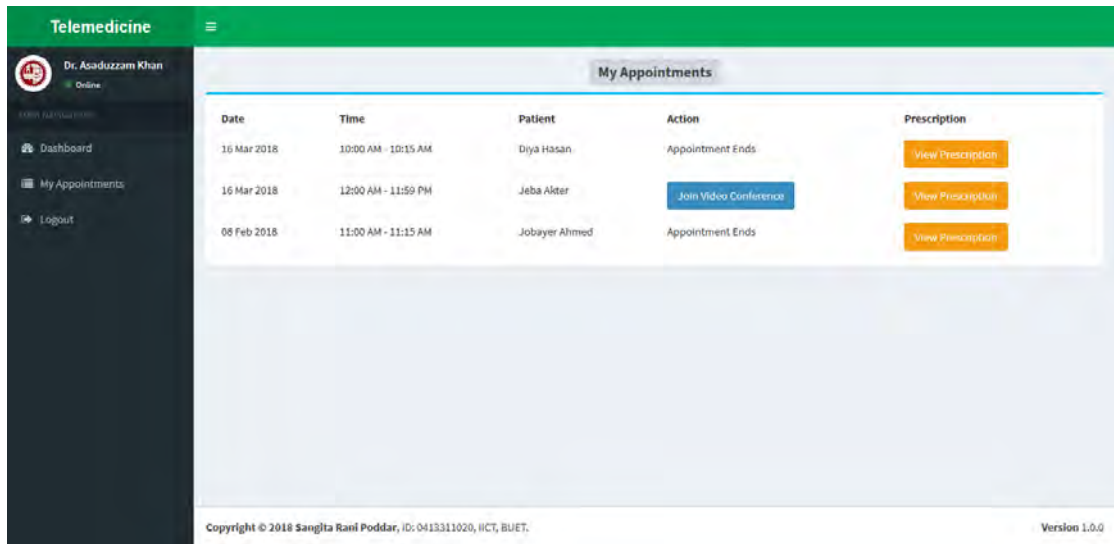 Telemedicine
Dr. Asaduzzam Khan
Online
MAIN NAVIGATION
Dashboard
My Appointments
Logout
My Appointments
Date Time Patient Action Prescription
16 Mar 2018 10:00 AM - 10:15 AM Diya Hasan Appointment Ends View Prescription
16 Mar 2018 12:00 AM - 11:59 PM Jeba Akter Join Video Conference View Prescription
08 Feb 2018 11:00 AM - 11:15 AM Jobayer Ahmed Appointment Ends View Prescription
Copyright © 2018 Sangita Rani Poddar, ID: 0413311020, IICT, BUET. Version 1.0.0